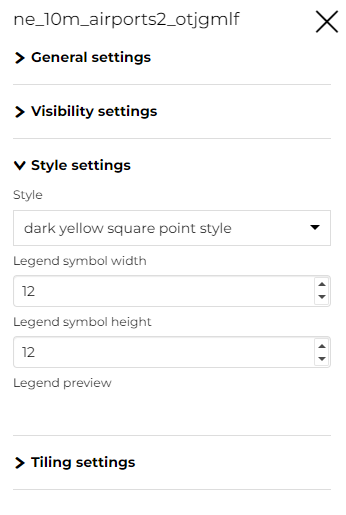 ne_10m_airports2_otjgmlf
General settings
Visibility settings
Style settings
Style
dark yellow square point style
Legend symbol width
12
Legend symbol height
12
Legend preview
Tiling settings